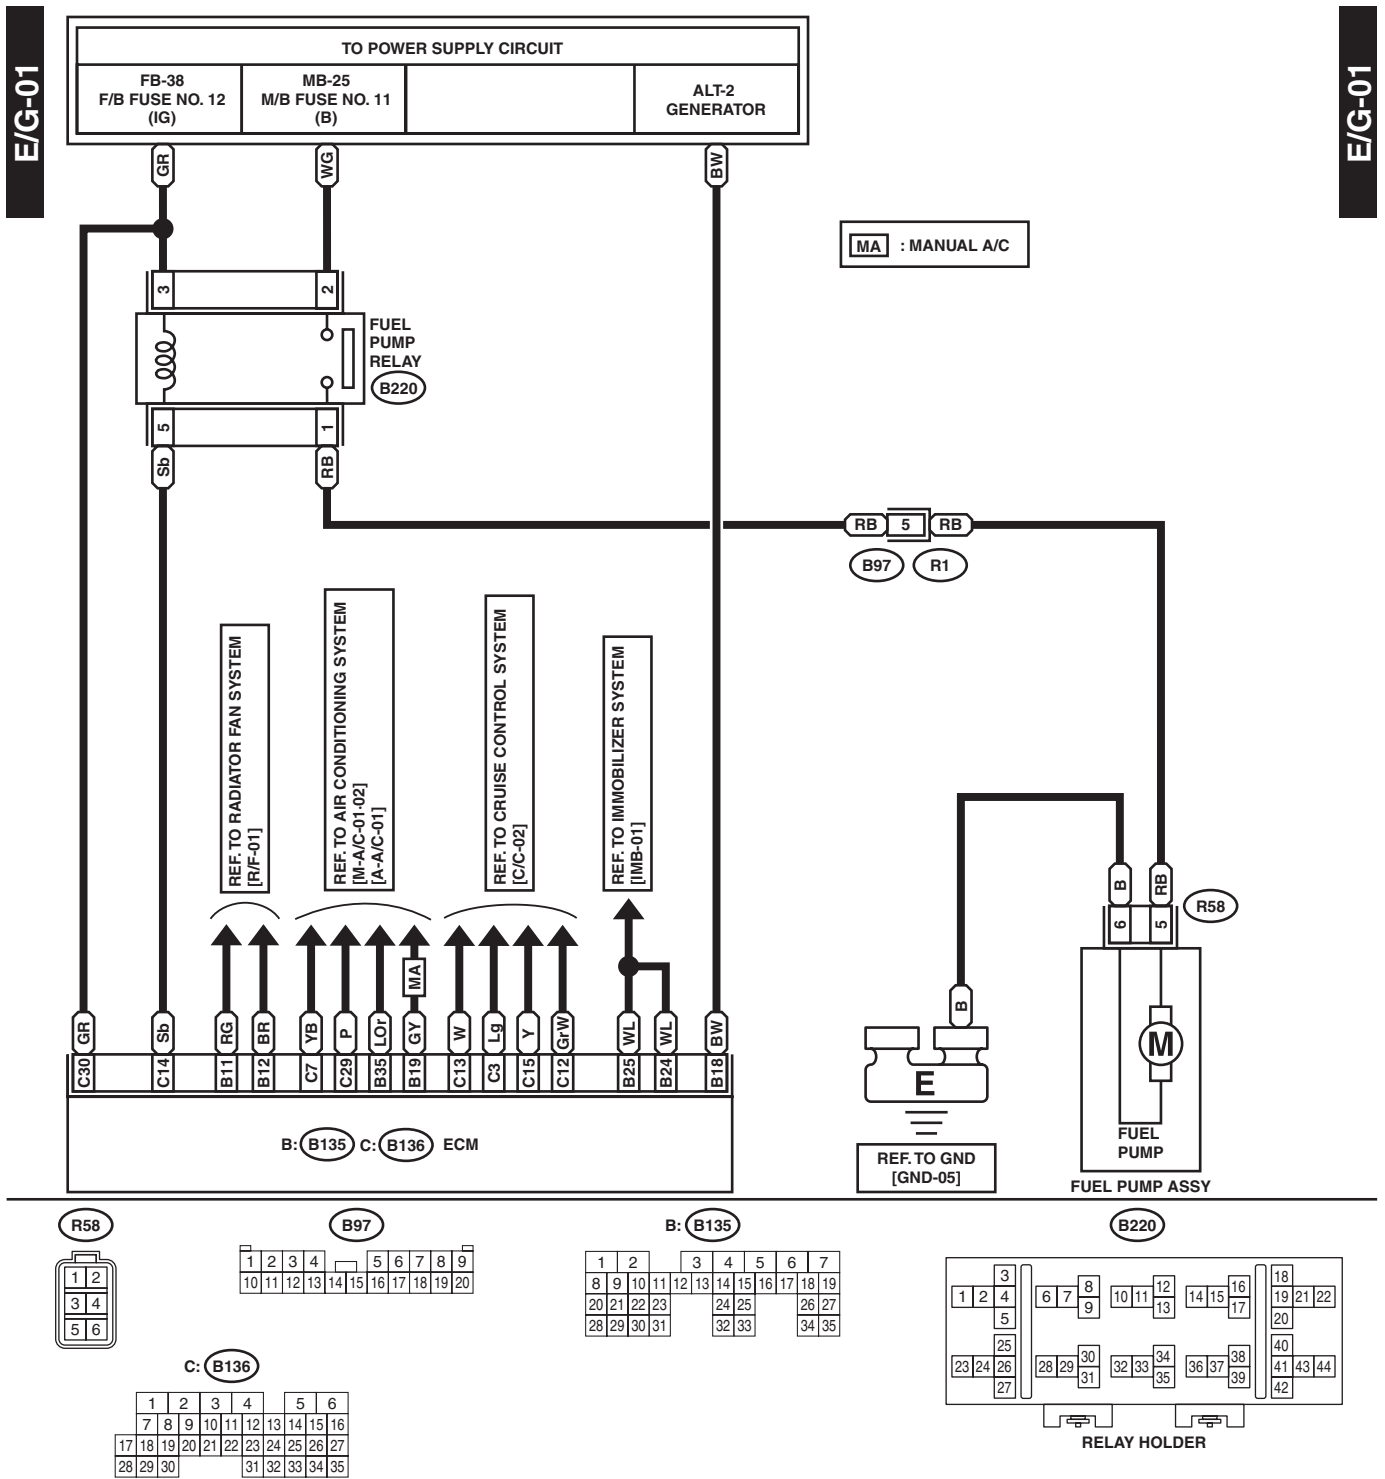 E/G-01
E/G-01
TO POWER SUPPLY CIRCUIT
FB-38
F/B FUSE NO. 12
(IG)
MB-25
M/B FUSE NO. 11
(B)
ALT-2
GENERATOR
GR
WG
BW
MA : MANUAL A/C
3
2
FUEL
PUMP
RELAY
B220
5
1
Sb
RB
RB 5 RB
B97 R1
REF. TO RADIATOR FAN SYSTEM
[R/F-01]
REF. TO AIR CONDITIONING SYSTEM
[M-A/C-01·02]
[A-A/C-01]
REF. TO CRUISE CONTROL SYSTEM
[C/C-02]
REF. TO IMMOBILIZER SYSTEM
[IMB-01]
B
RB
R58
6
5
MA
B
GR Sb RG BR YB P LOr GY W Lg Y GrW WL WL BW
C30 C14 B11 B12 C7 C29 B35 B19 C13 C3 C15 C12 B25 B24 B18
M
E
B: B135 C: B136 ECM
FUEL
PUMP
REF. TO GND
[GND-05]
FUEL PUMP ASSY
R58
1 2
3 4
5 6
B97
1 2 3 4 5 6 7 8 9
10 11 12 13 14 15 16 17 18 19 20
B: B135
1 2 3 4 5 6 7
8 9 10 11 12 13 14 15 16 17 18 19
20 21 22 23 24 25 26 27
28 29 30 31 32 33 34 35
B220
3 8 12 16 18
1 2 4 6 7 10 11 14 15 19 21 22
5 9 13 17 20
25 30 34 38 40
23 24 26 28 29 32 33 36 37 41 43 44
27 31 35 39 42
RELAY HOLDER
C: B136
1 2 3 4 5 6
7 8 9 10 11 12 13 14 15 16
17 18 19 20 21 22 23 24 25 26 27
28 29 30 31 32 33 34 35